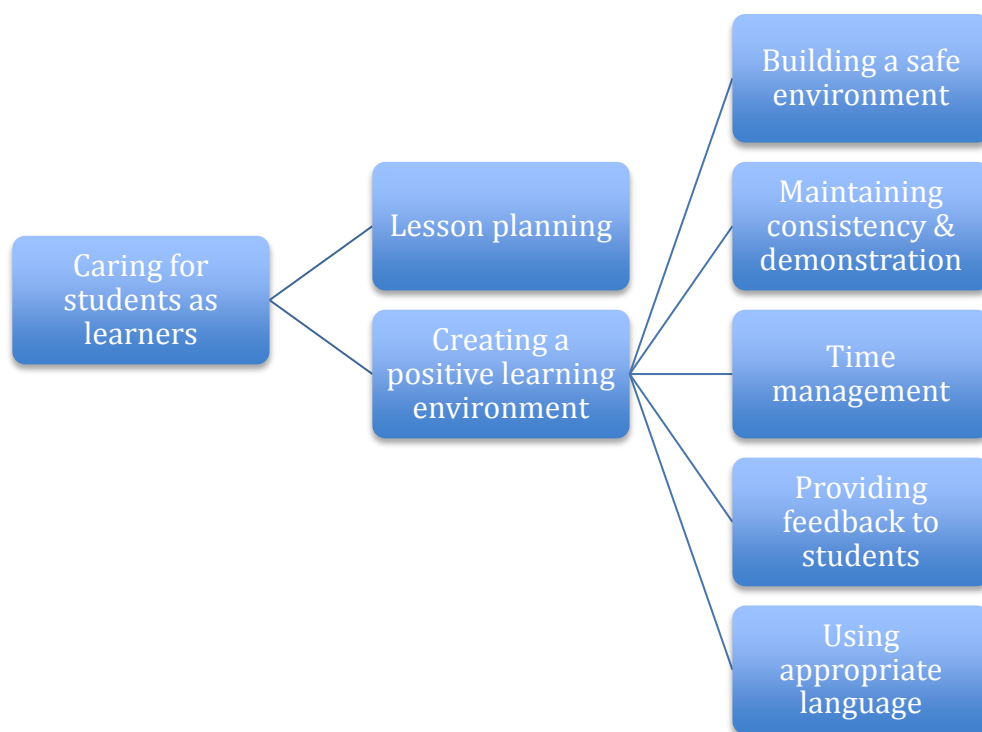 Caring for
students as
learners
Lesson planning
Creating a
positive learning
environment
Building a safe
environment
Maintaining
consistency &
demonstration
Time
management
Providing
feedback to
students
Using
appropriate
language